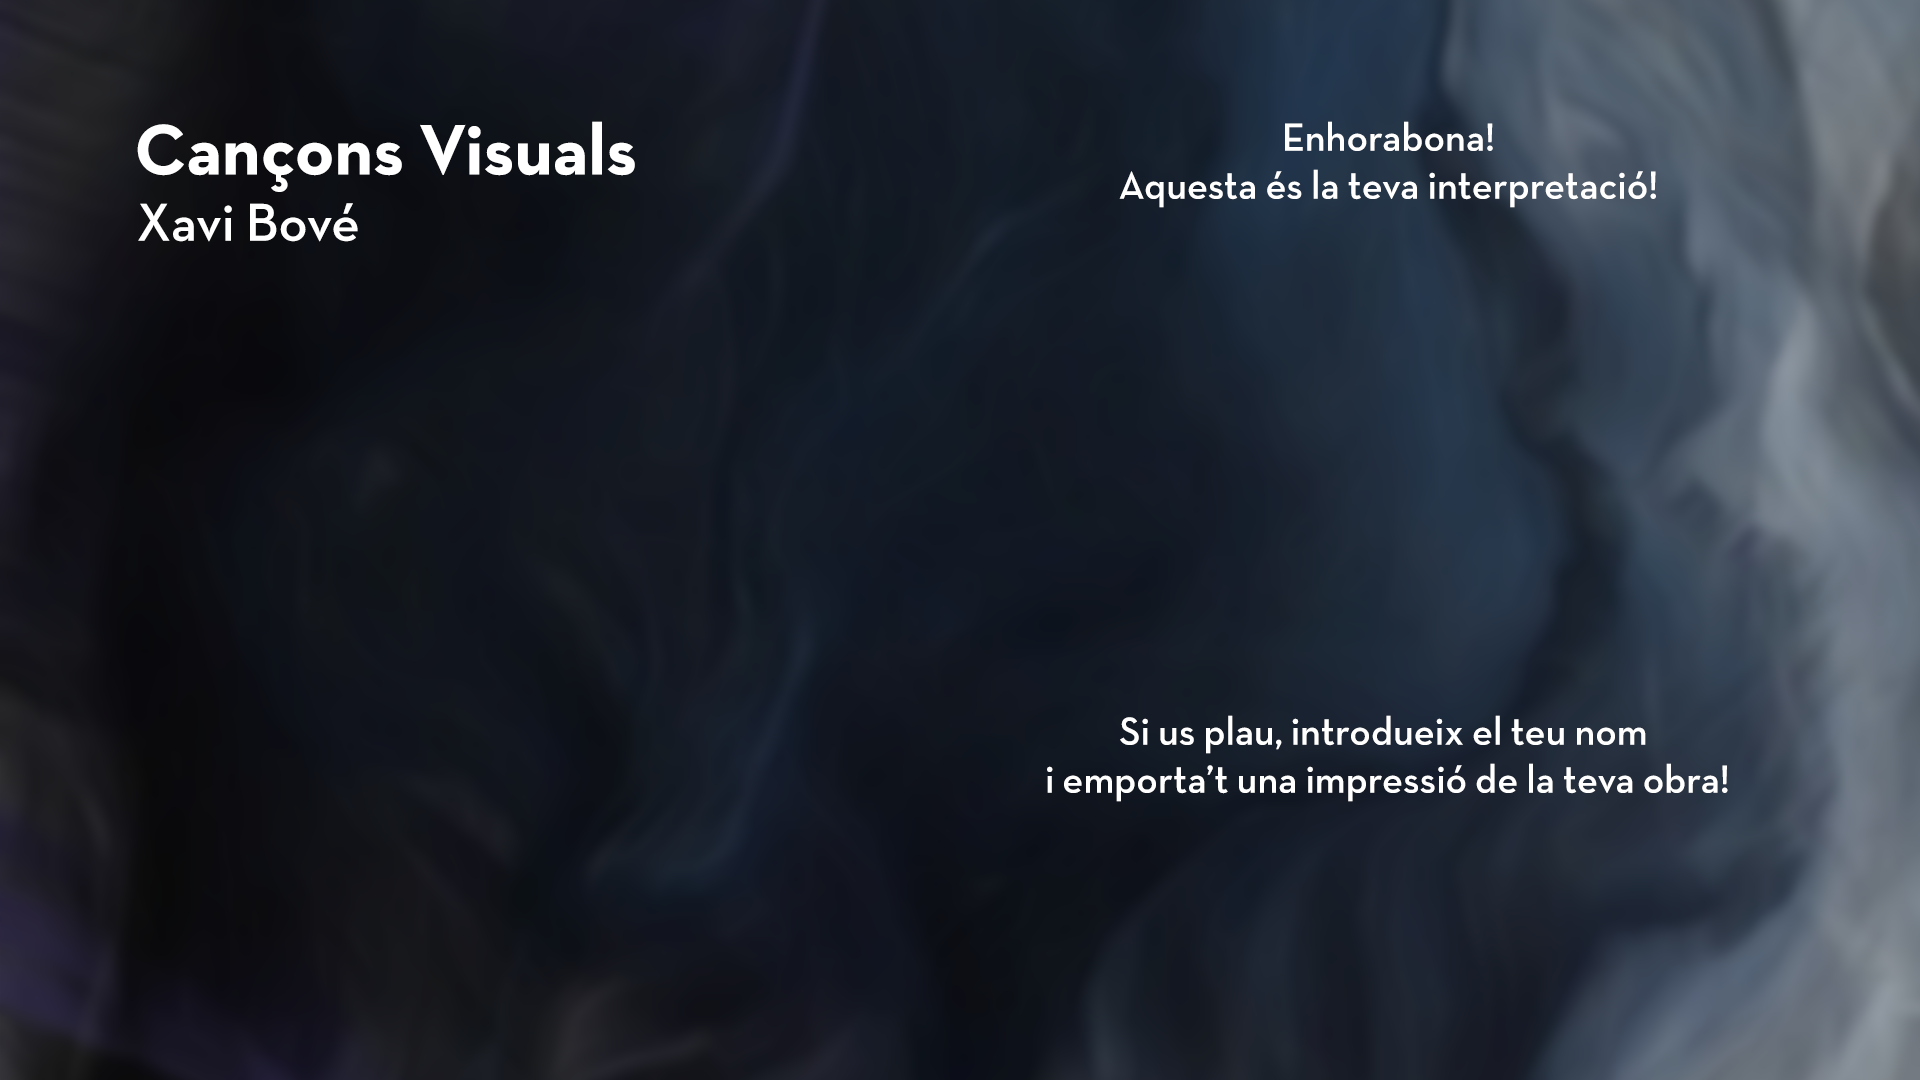 Cançons Visuals
Xavi Bové
Enhorabona!
Aquesta és la teva interpretació!
Si us plau, introdueix el teu nom
i emporta’t una impressió de la teva obra!